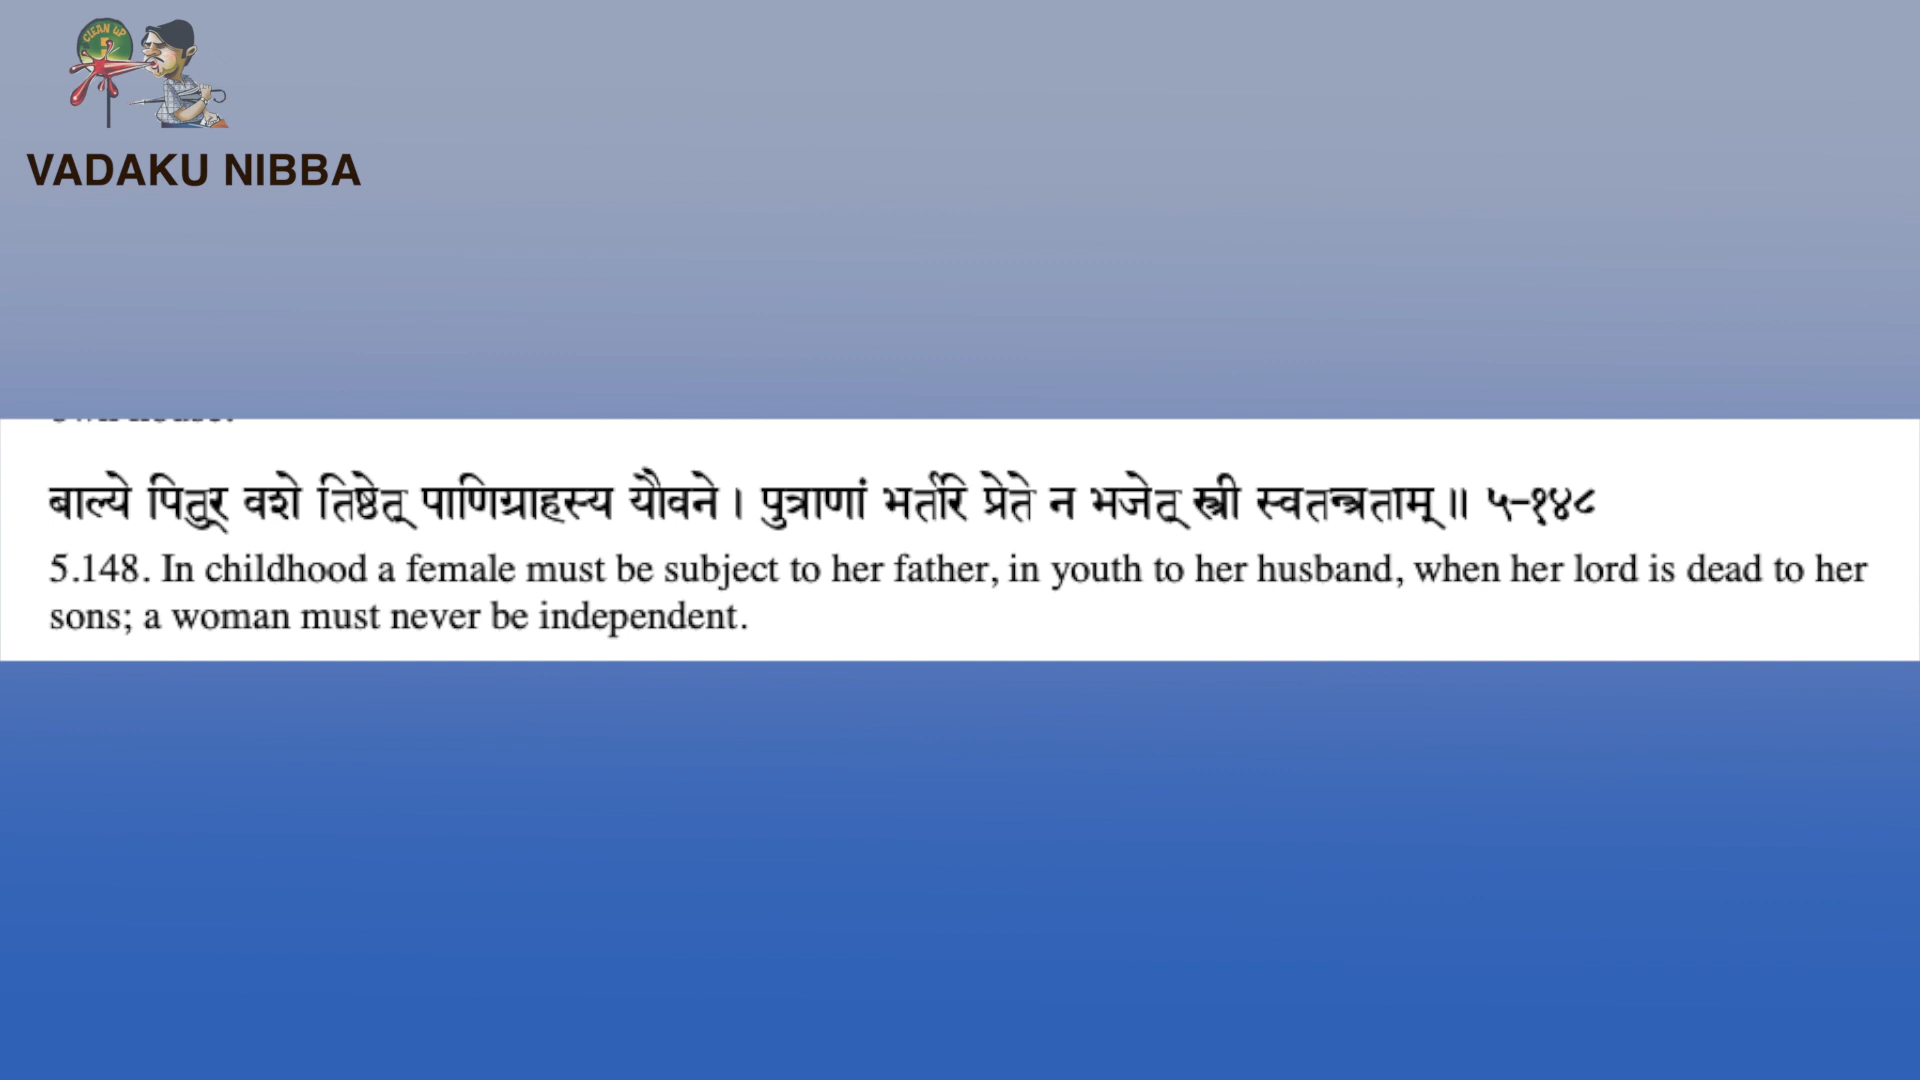 CLEAN UP
VADAKU NIBBA
बाल्ये पितुर् वशे तिष्ठेत् पाणिग्राहस्य यौवने । पुत्राणां भर्तरि प्रेते न भजेत् स्त्री स्वतन्त्रताम् ॥ ५-१४८
5.148. In childhood a female must be subject to her father, in youth to her husband, when her lord is dead to her
sons; a woman must never be independent.